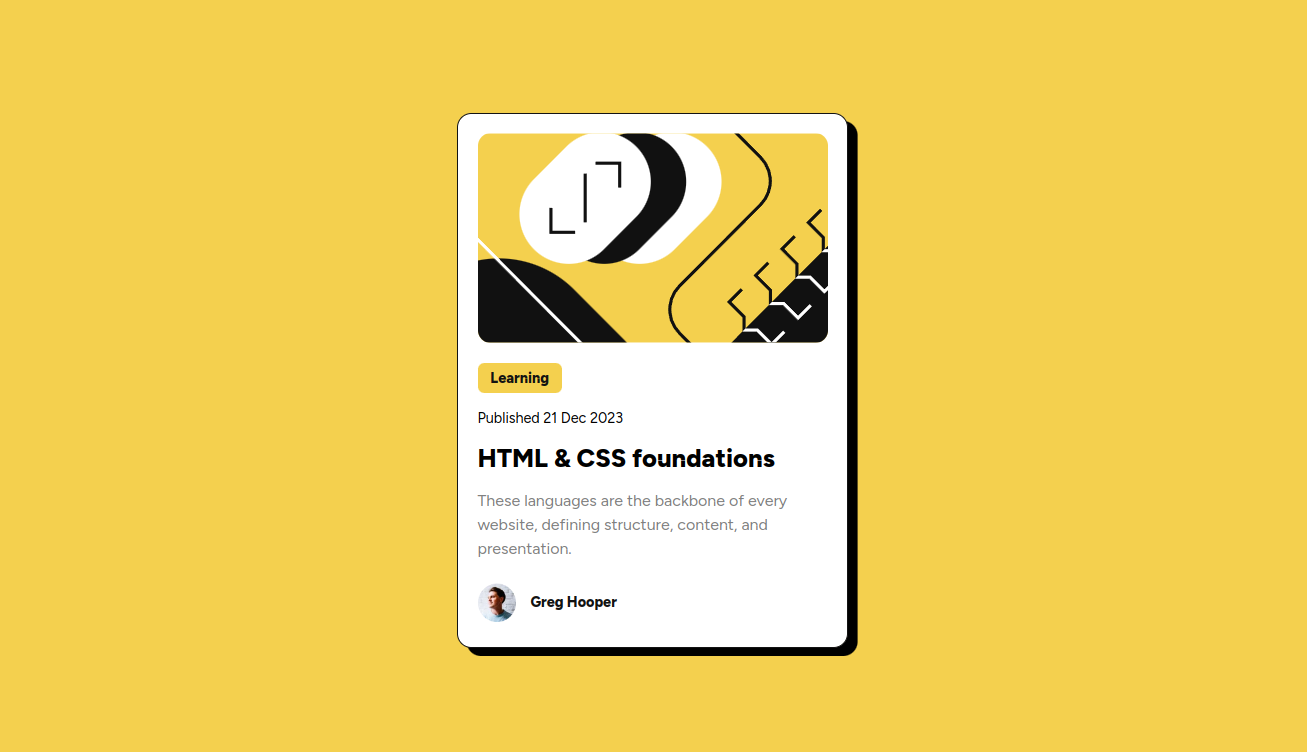 Learning
Published 21 Dec 2023
HTML & CSS foundations
These languages are the backbone of every
website, defining structure, content, and
presentation.
Greg Hooper